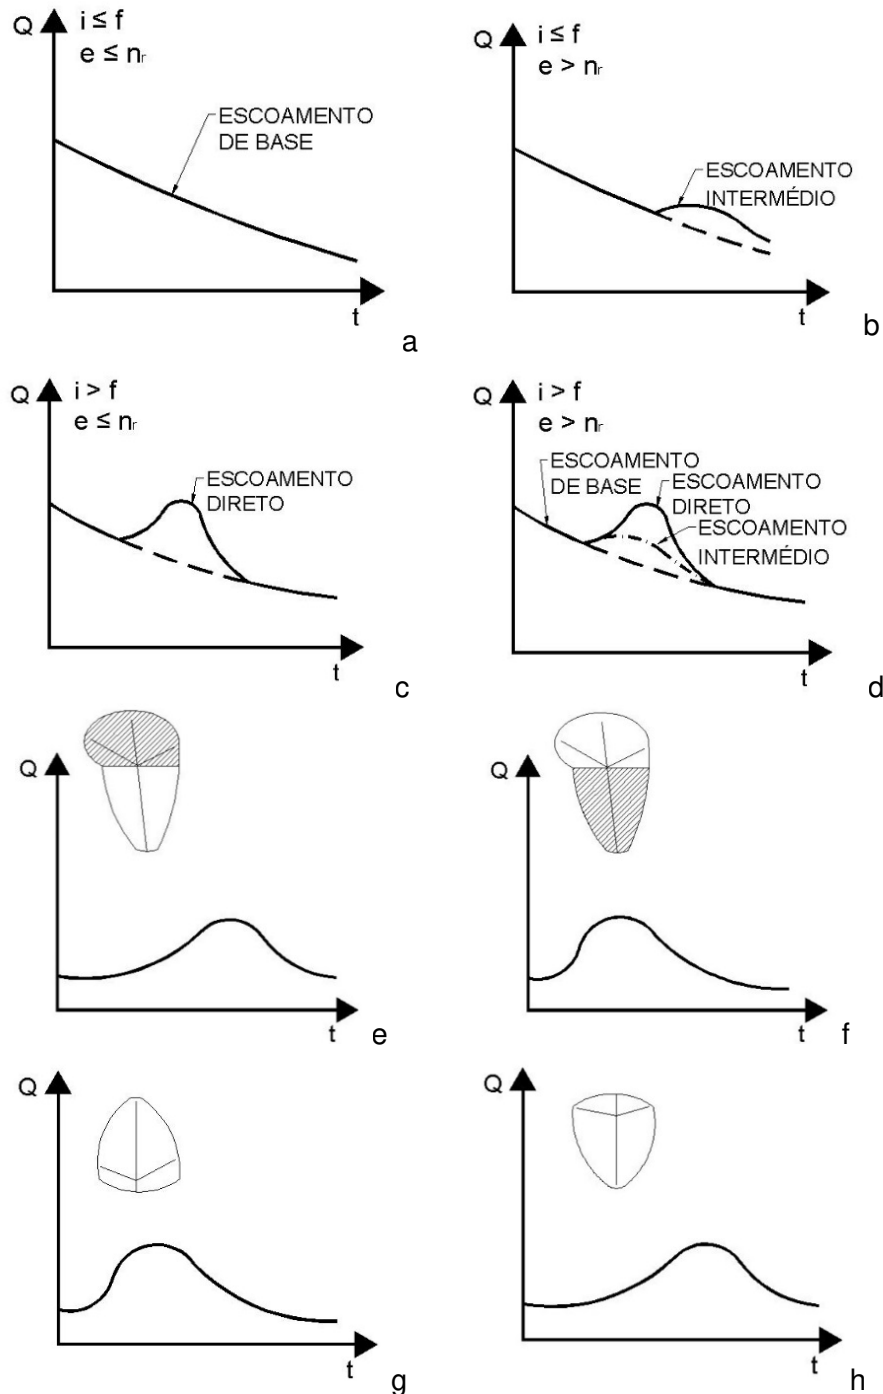 Q
i ≤ f
e ≤ nr
ESCOAMENTO
DE BASE
t
a
Q
i ≤ f
e > nr
ESCOAMENTO
INTERMÉDIO
t
b
Q
i > f
e ≤ nr
ESCOAMENTO
DIRETO
t
c
Q
i > f
e > nr
ESCOAMENTO
DE BASE
ESCOAMENTO
DIRETO
ESCOAMENTO
INTERMÉDIO
t
d
Q
t
e
Q
t
f
Q
t
g
Q
t
h